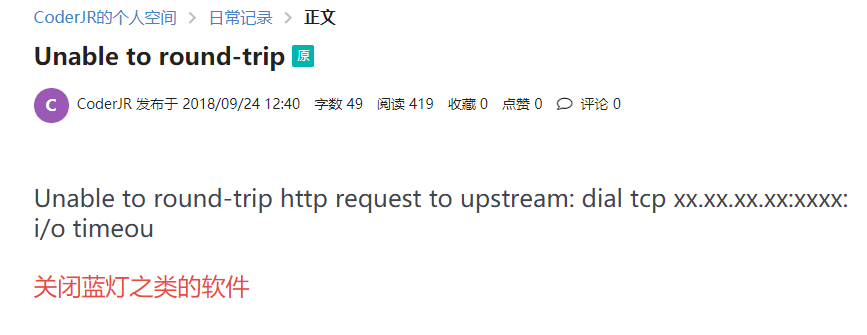 CoderJR的个人空间 > 日常记录 > 正文
Unable to round-trip 原
C CoderJR 发布于 2018/09/24 12:40 字数 49 阅读 419 收藏 0 点赞 0 评论 0
Unable to round-trip http request to upstream: dial tcp xx.xx.xx.xx:xxxx:
i/o timeou
关闭蓝灯之类的软件